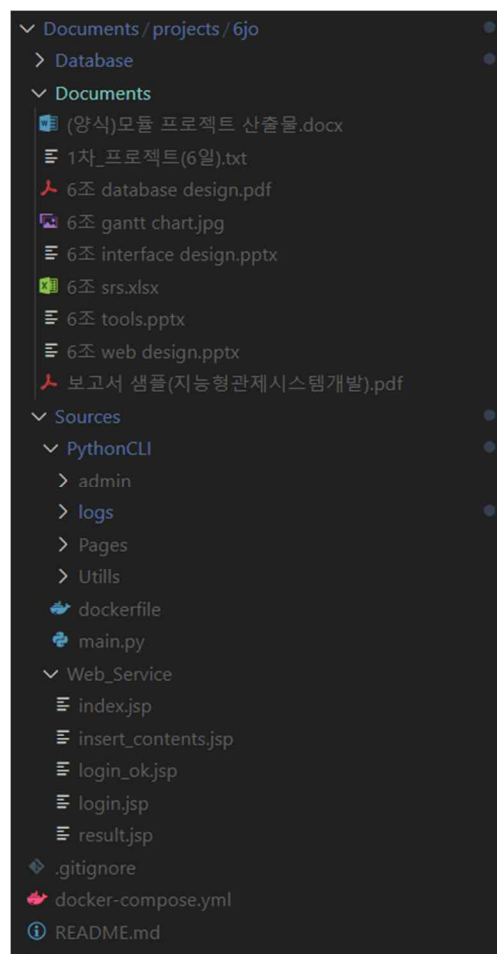 Documents/projects/6jo
Database
Documents
(양식)모듈 프로젝트 산출물.docx
1차_프로젝트(6일).txt
6조 database design.pdf
6조 gantt chart.jpg
6조 interface design.pptx
6조 srs.xlsx
6조 tools.pptx
6조 web design.pptx
보고서 샘플(지능형관제시스템개발).pdf
Sources
PythonCLI
admin
logs
Pages
Utills
dockerfile
main.py
Web_Service
index.jsp
insert_contents.jsp
login_ok.jsp
login.jsp
result.jsp
.gitignore
docker-compose.yml
README.md